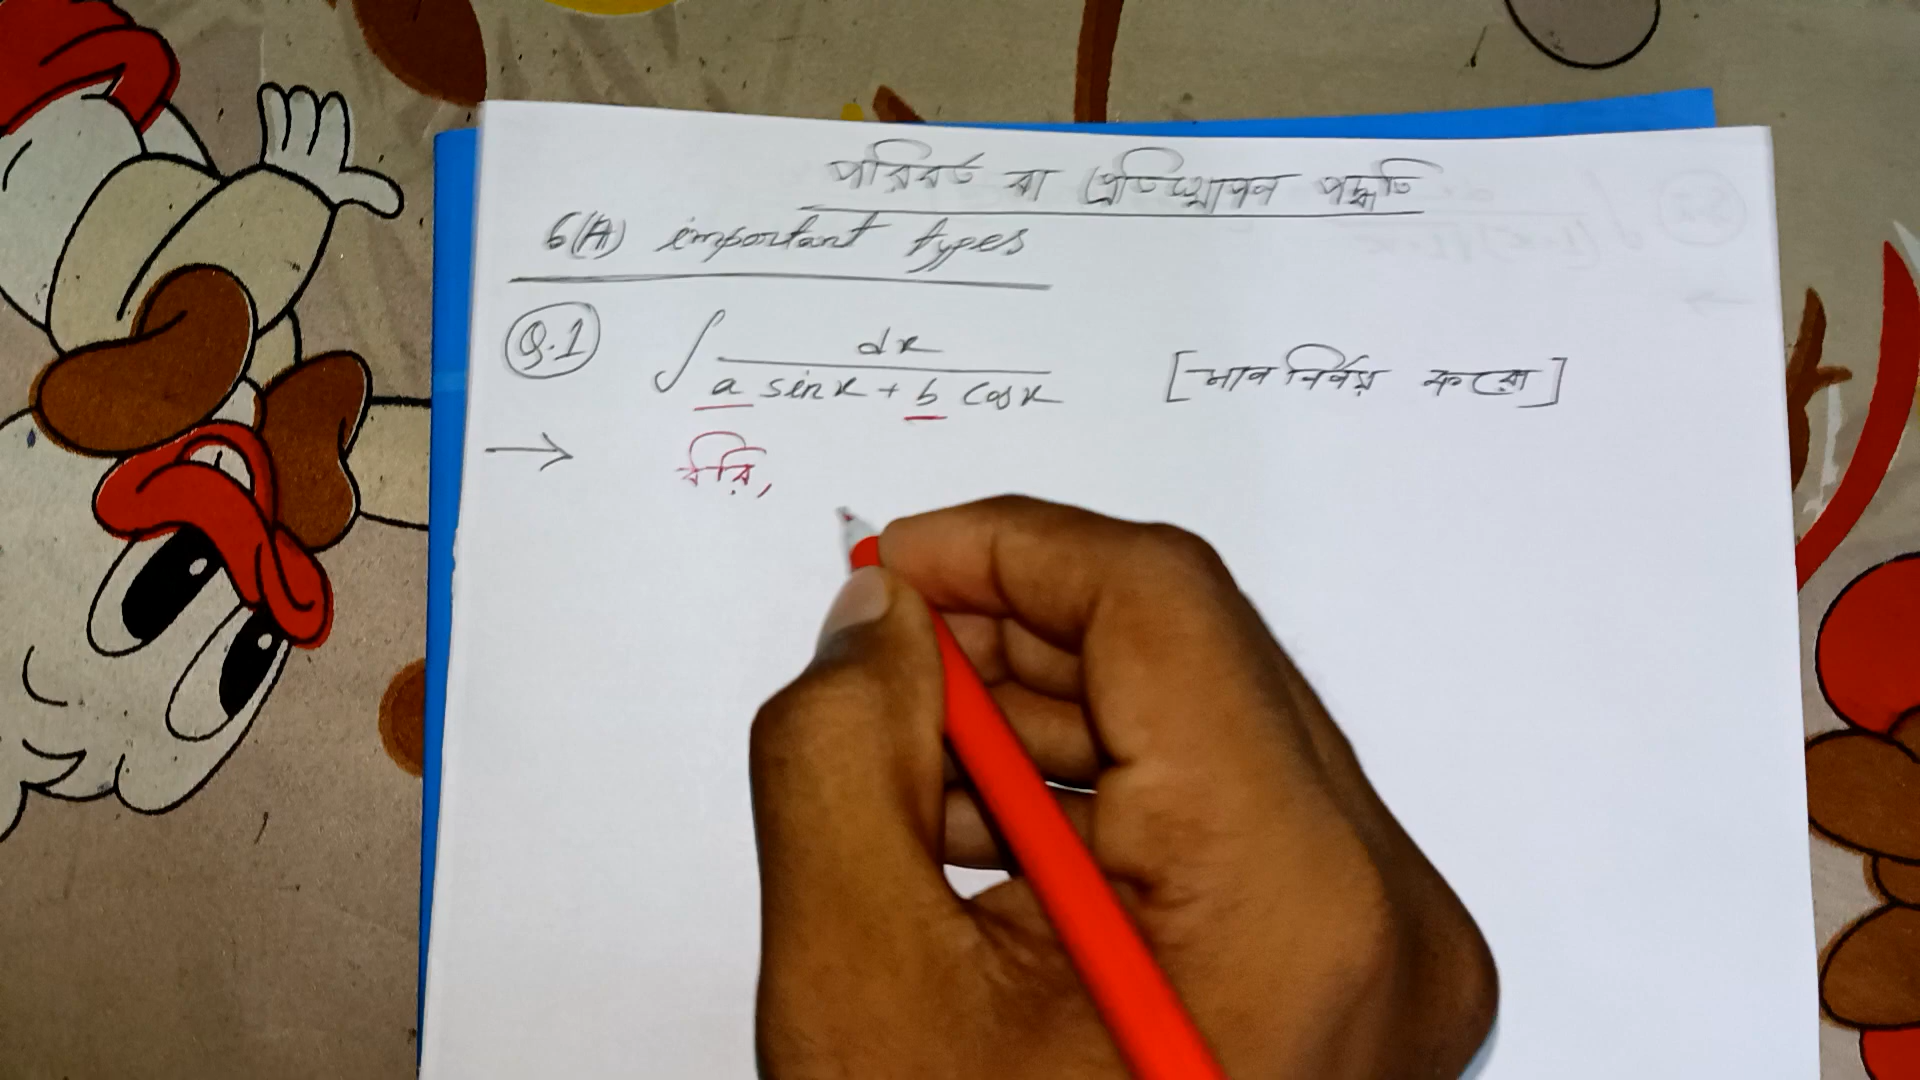 পরিবর্ত বা প্রতিস্থাপন পদ্ধতি
6(A) important types
Q.1 ∫ dx / (a sinx + b cosx) [মান নির্ণয় করো]
→ ধরি,